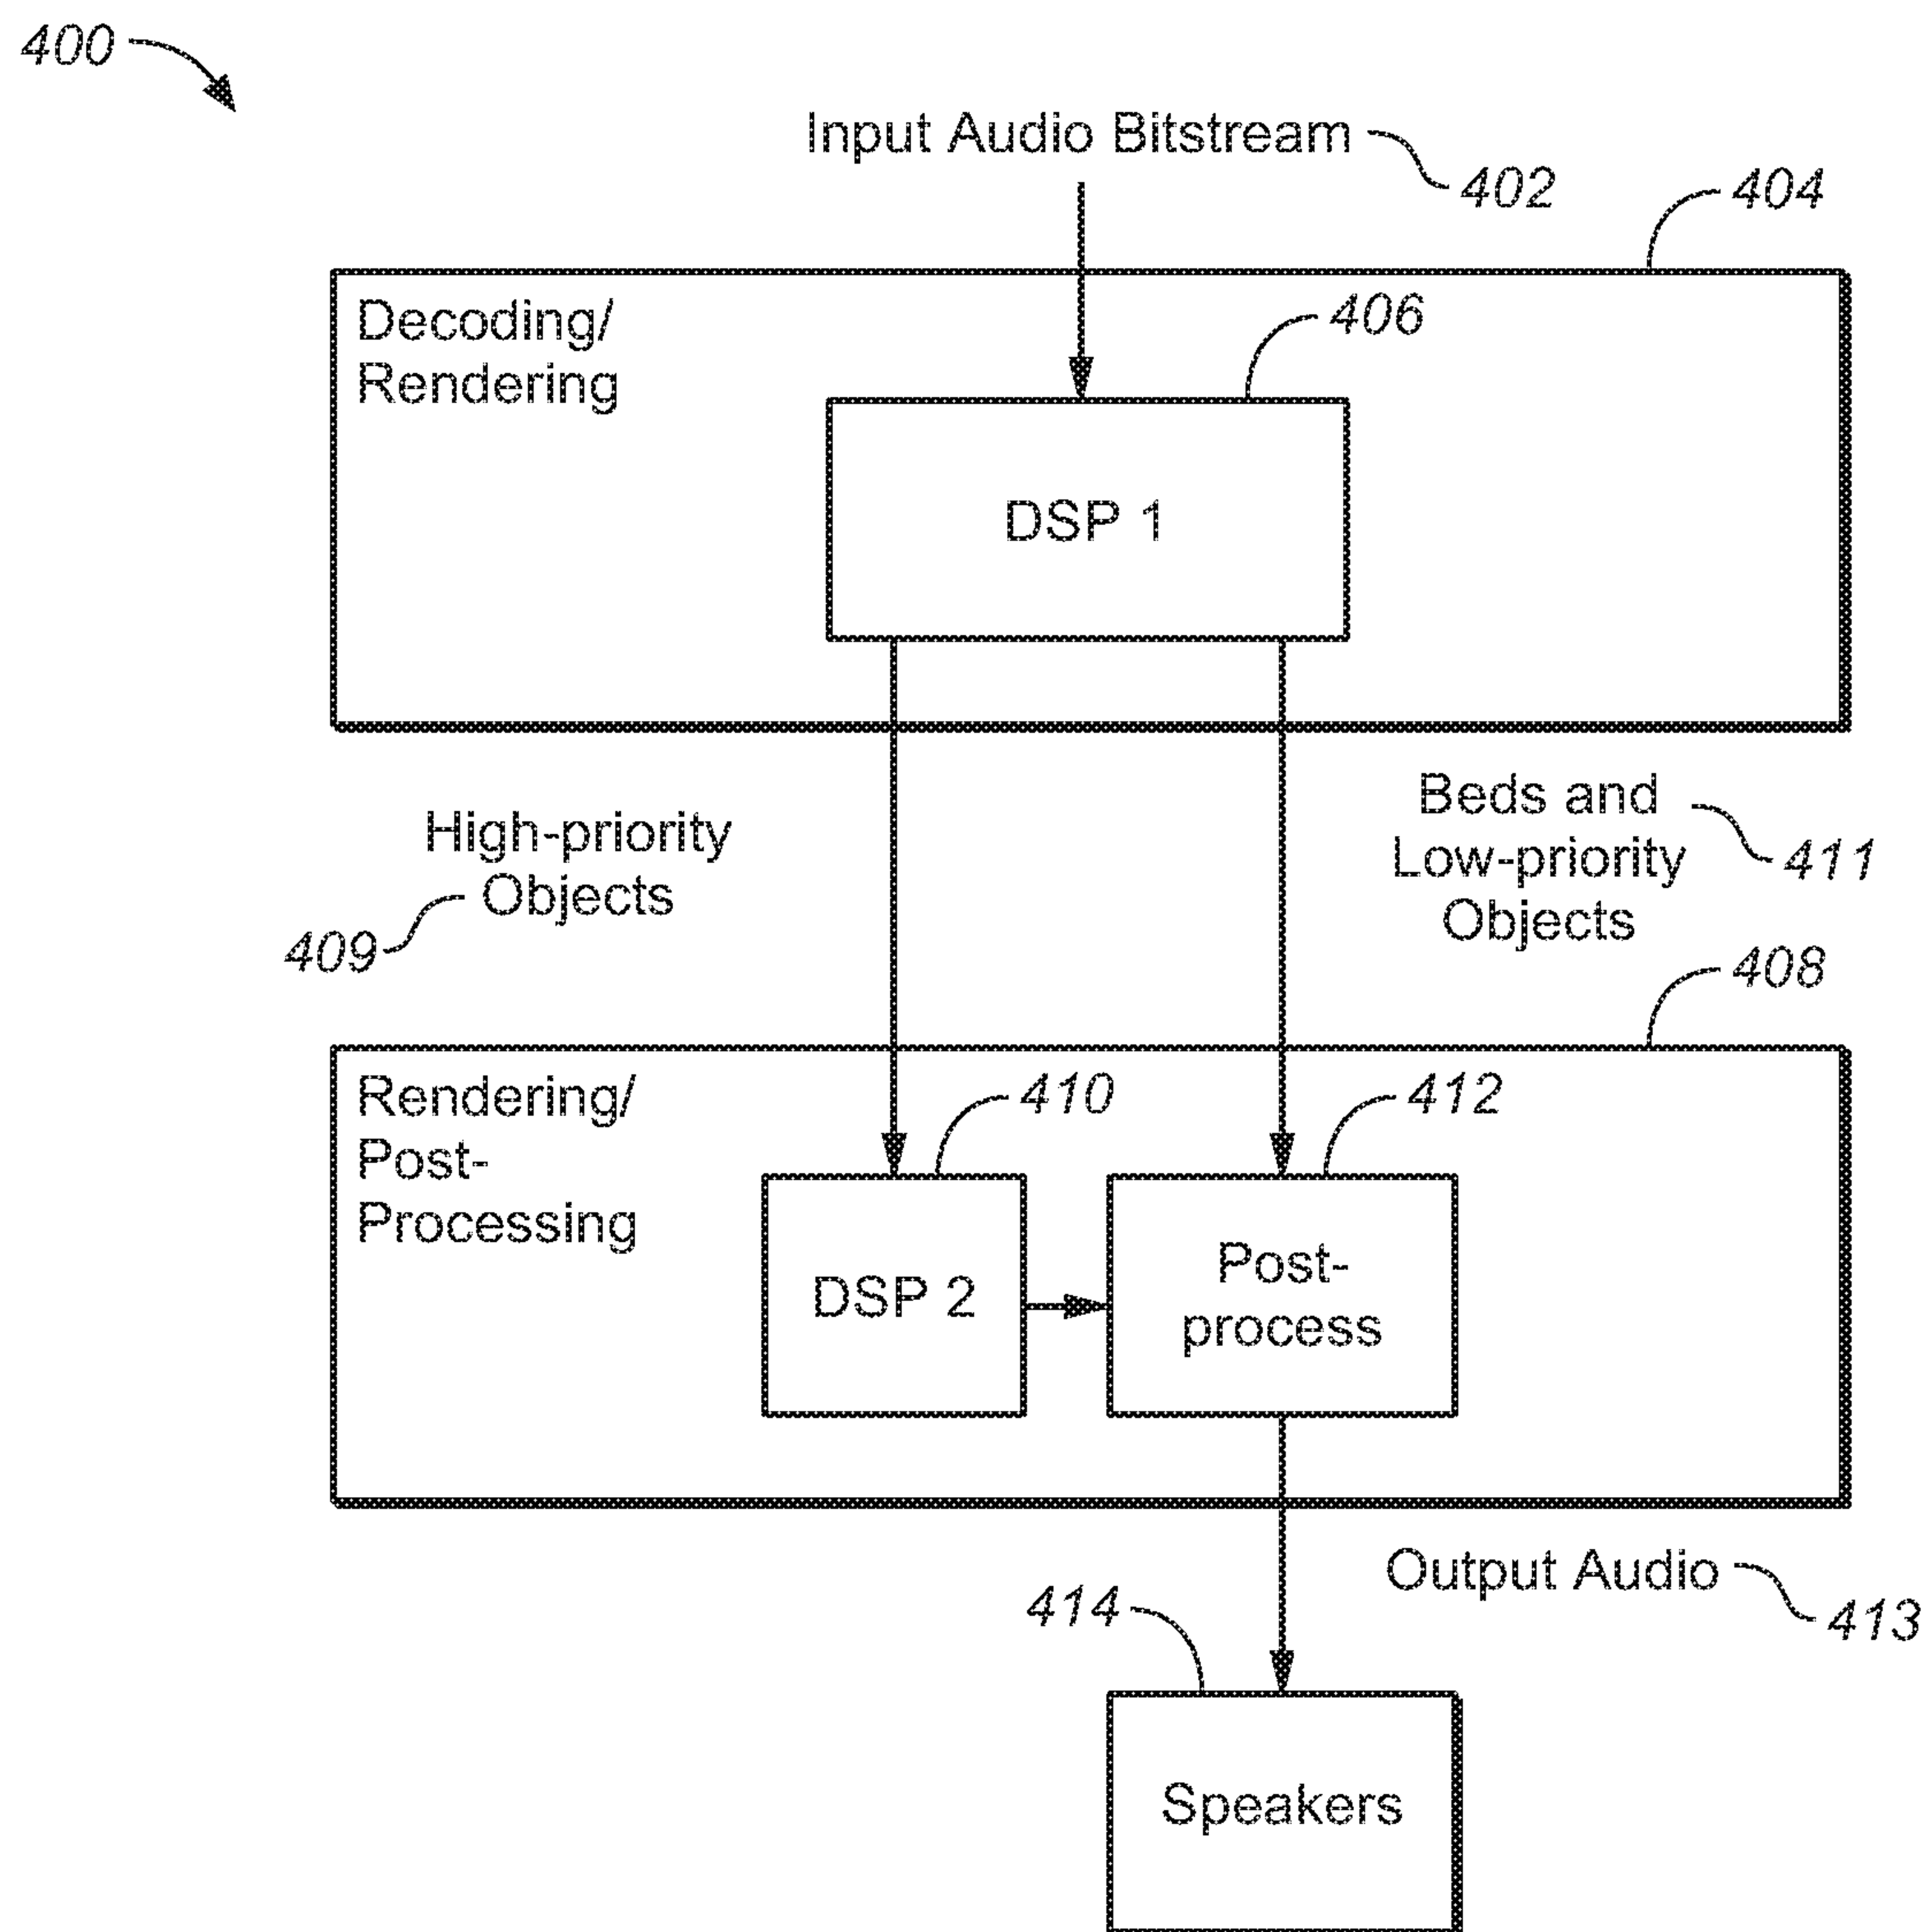 400
Input Audio Bitstream
402
404
Decoding/
Rendering
406
DSP 1
High-priority
Objects
409
Beds and
Low-priority
Objects
411
408
Rendering/
Post-
Processing
410
412
DSP 2
Post-
process
Output Audio
413
414
Speakers